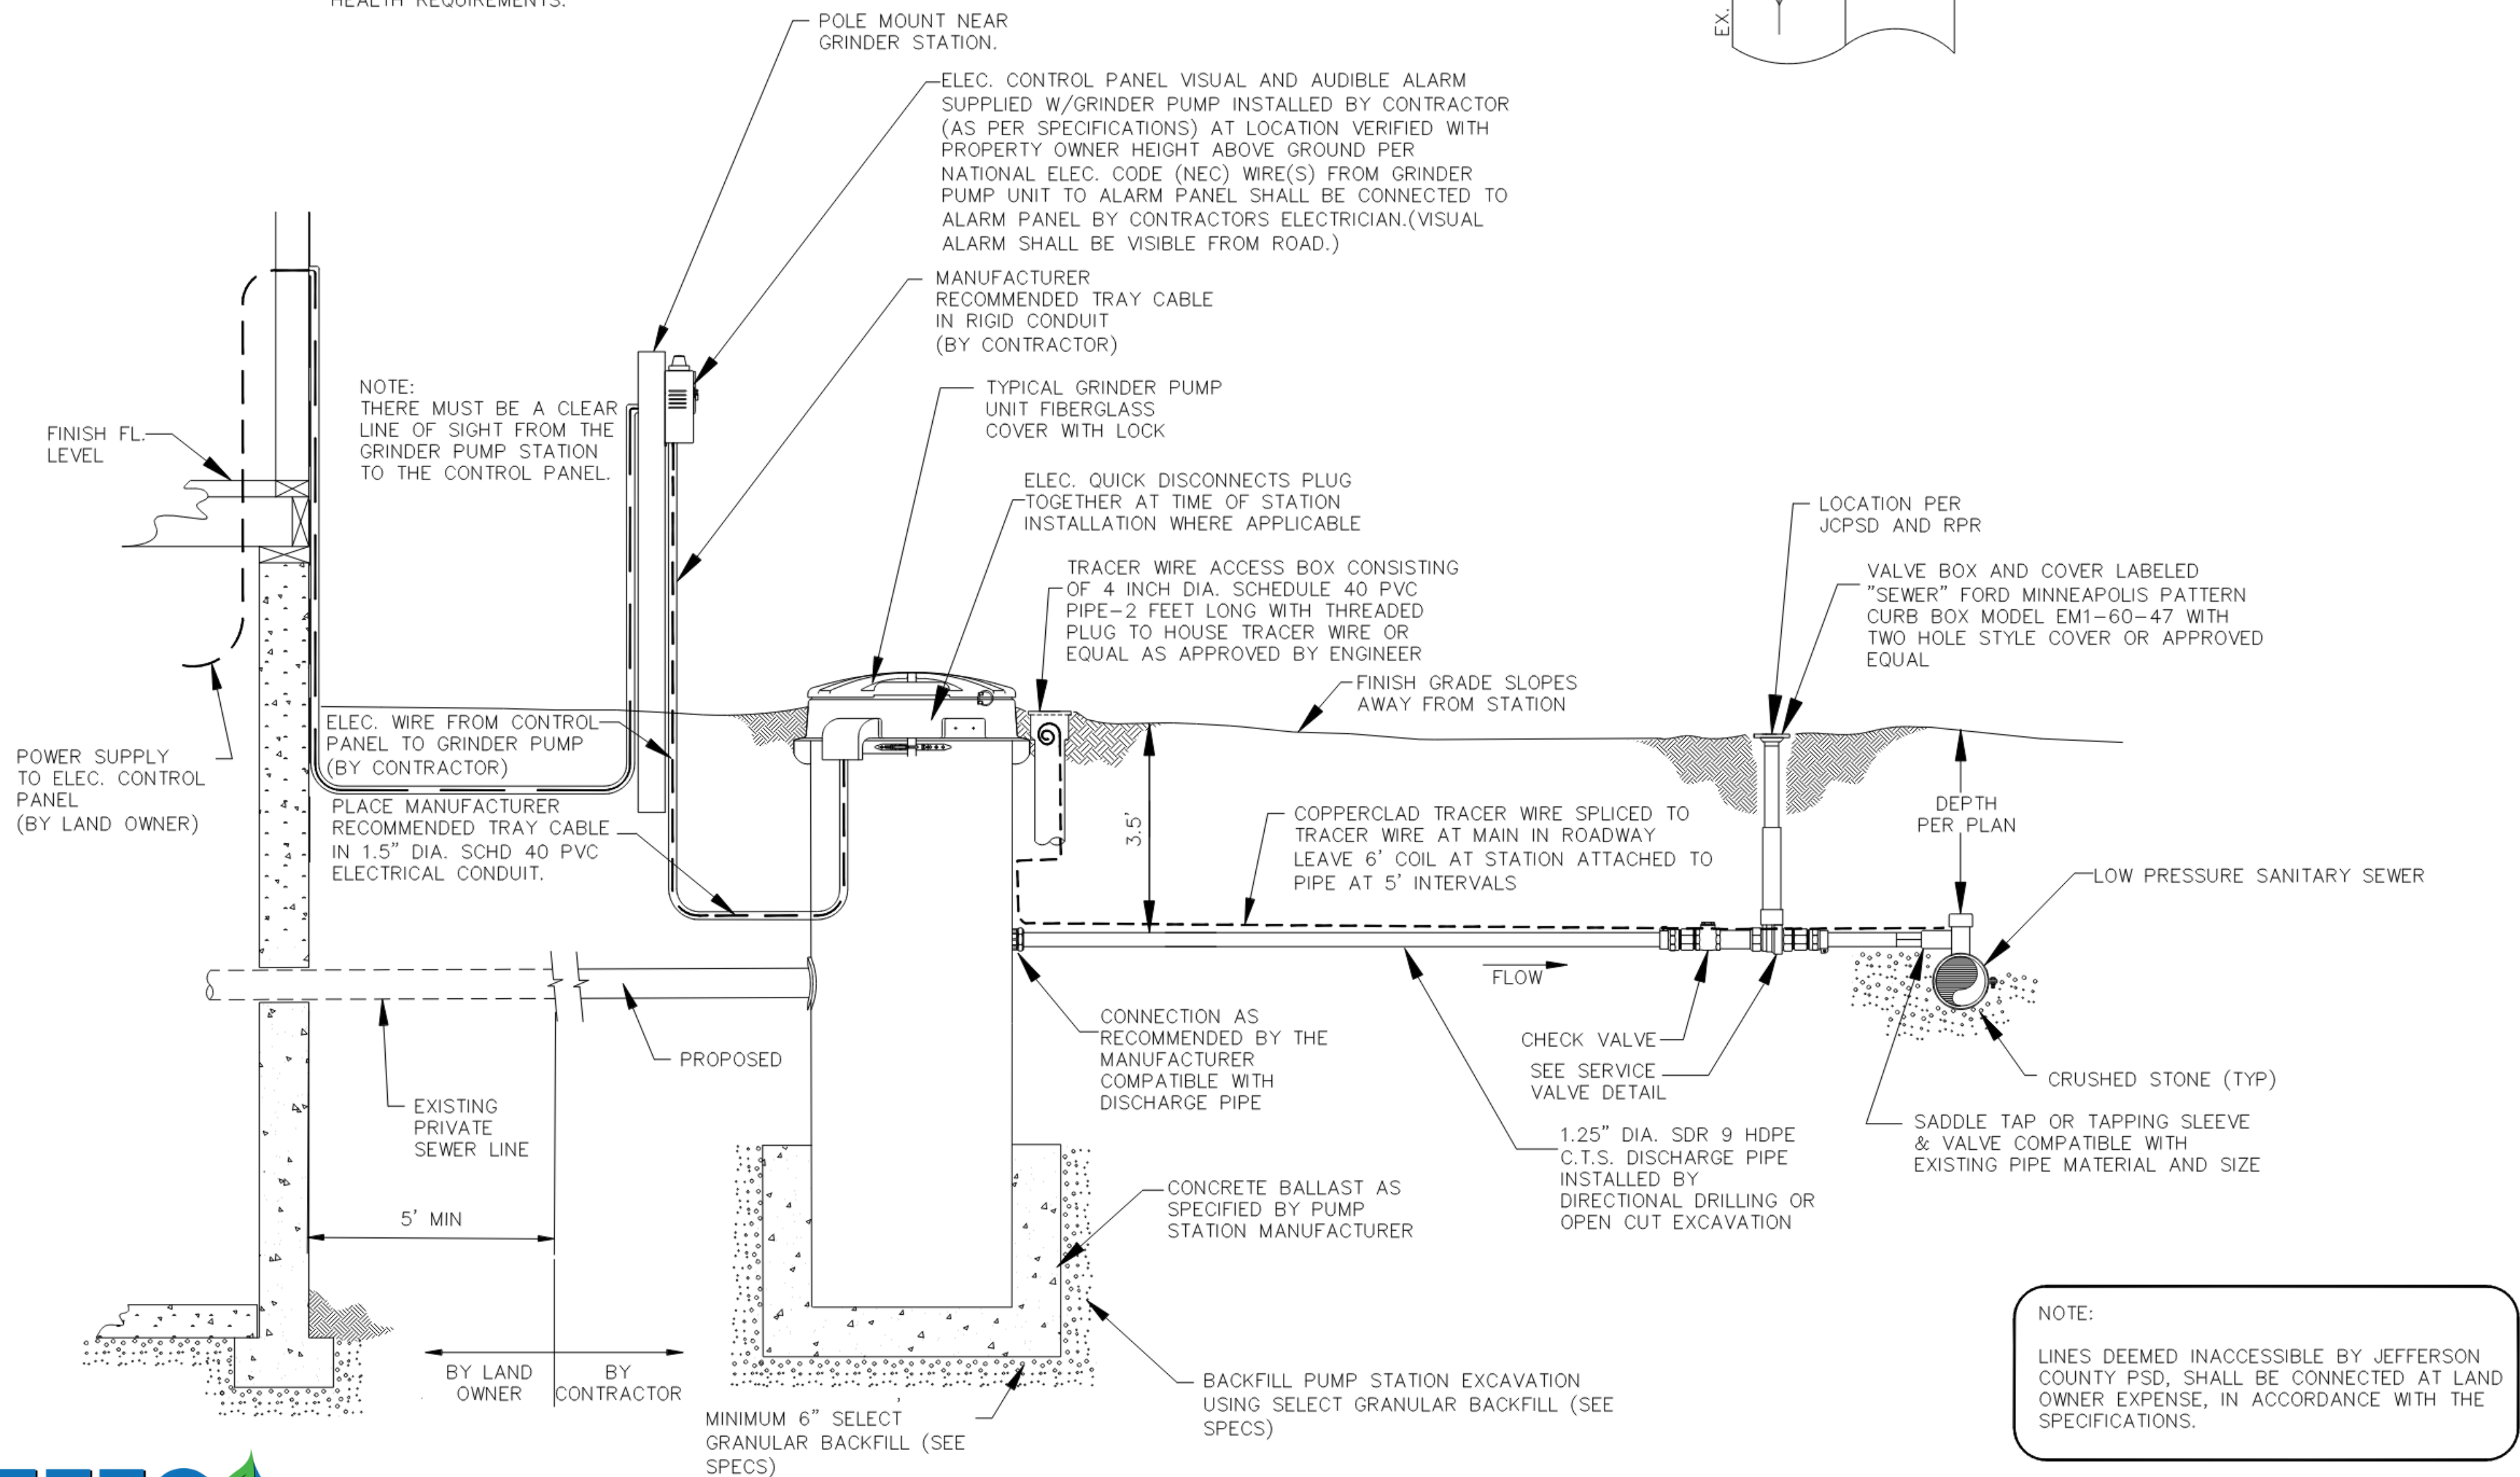 HEALTH REQUIREMENTS.
EX.
POLE MOUNT NEAR
GRINDER STATION.
ELEC. CONTROL PANEL VISUAL AND AUDIBLE ALARM
SUPPLIED W/GRINDER PUMP INSTALLED BY CONTRACTOR
(AS PER SPECIFICATIONS) AT LOCATION VERIFIED WITH
PROPERTY OWNER HEIGHT ABOVE GROUND PER
NATIONAL ELEC. CODE (NEC) WIRE(S) FROM GRINDER
PUMP UNIT TO ALARM PANEL SHALL BE CONNECTED TO
ALARM PANEL BY CONTRACTORS ELECTRICIAN.(VISUAL
ALARM SHALL BE VISIBLE FROM ROAD.)
MANUFACTURER
RECOMMENDED TRAY CABLE
IN RIGID CONDUIT
(BY CONTRACTOR)
NOTE:
THERE MUST BE A CLEAR
LINE OF SIGHT FROM THE
GRINDER PUMP STATION
TO THE CONTROL PANEL.
TYPICAL GRINDER PUMP
UNIT FIBERGLASS
COVER WITH LOCK
FINISH FL.
LEVEL
ELEC. QUICK DISCONNECTS PLUG
TOGETHER AT TIME OF STATION
INSTALLATION WHERE APPLICABLE
LOCATION PER
JCPSD AND RPR
TRACER WIRE ACCESS BOX CONSISTING
OF 4 INCH DIA. SCHEDULE 40 PVC
PIPE-2 FEET LONG WITH THREADED
PLUG TO HOUSE TRACER WIRE OR
EQUAL AS APPROVED BY ENGINEER
VALVE BOX AND COVER LABELED
"SEWER" FORD MINNEAPOLIS PATTERN
CURB BOX MODEL EM1-60-47 WITH
TWO HOLE STYLE COVER OR APPROVED
EQUAL
FINISH GRADE SLOPES
AWAY FROM STATION
ELEC. WIRE FROM CONTROL
PANEL TO GRINDER PUMP
(BY CONTRACTOR)
POWER SUPPLY
TO ELEC. CONTROL
PANEL
(BY LAND OWNER)
PLACE MANUFACTURER
RECOMMENDED TRAY CABLE
IN 1.5" DIA. SCHD 40 PVC
ELECTRICAL CONDUIT.
3.5'
COPPERCLAD TRACER WIRE SPLICED TO
TRACER WIRE AT MAIN IN ROADWAY
LEAVE 6' COIL AT STATION ATTACHED TO
PIPE AT 5' INTERVALS
DEPTH
PER PLAN
LOW PRESSURE SANITARY SEWER
FLOW
PROPOSED
CONNECTION AS
RECOMMENDED BY THE
MANUFACTURER
COMPATIBLE WITH
DISCHARGE PIPE
CHECK VALVE
SEE SERVICE
VALVE DETAIL
CRUSHED STONE (TYP)
EXISTING
PRIVATE
SEWER LINE
SADDLE TAP OR TAPPING SLEEVE
& VALVE COMPATIBLE WITH
EXISTING PIPE MATERIAL AND SIZE
1.25" DIA. SDR 9 HDPE
C.T.S. DISCHARGE PIPE
INSTALLED BY
DIRECTIONAL DRILLING OR
OPEN CUT EXCAVATION
5' MIN
CONCRETE BALLAST AS
SPECIFIED BY PUMP
STATION MANUFACTURER
BY LAND
OWNER
BY
CONTRACTOR
BACKFILL PUMP STATION EXCAVATION
USING SELECT GRANULAR BACKFILL (SEE
SPECS)
MINIMUM 6" SELECT
GRANULAR BACKFILL (SEE
SPECS)
NOTE:
LINES DEEMED INACCESSIBLE BY JEFFERSON
COUNTY PSD, SHALL BE CONNECTED AT LAND
OWNER EXPENSE, IN ACCORDANCE WITH THE
SPECIFICATIONS.